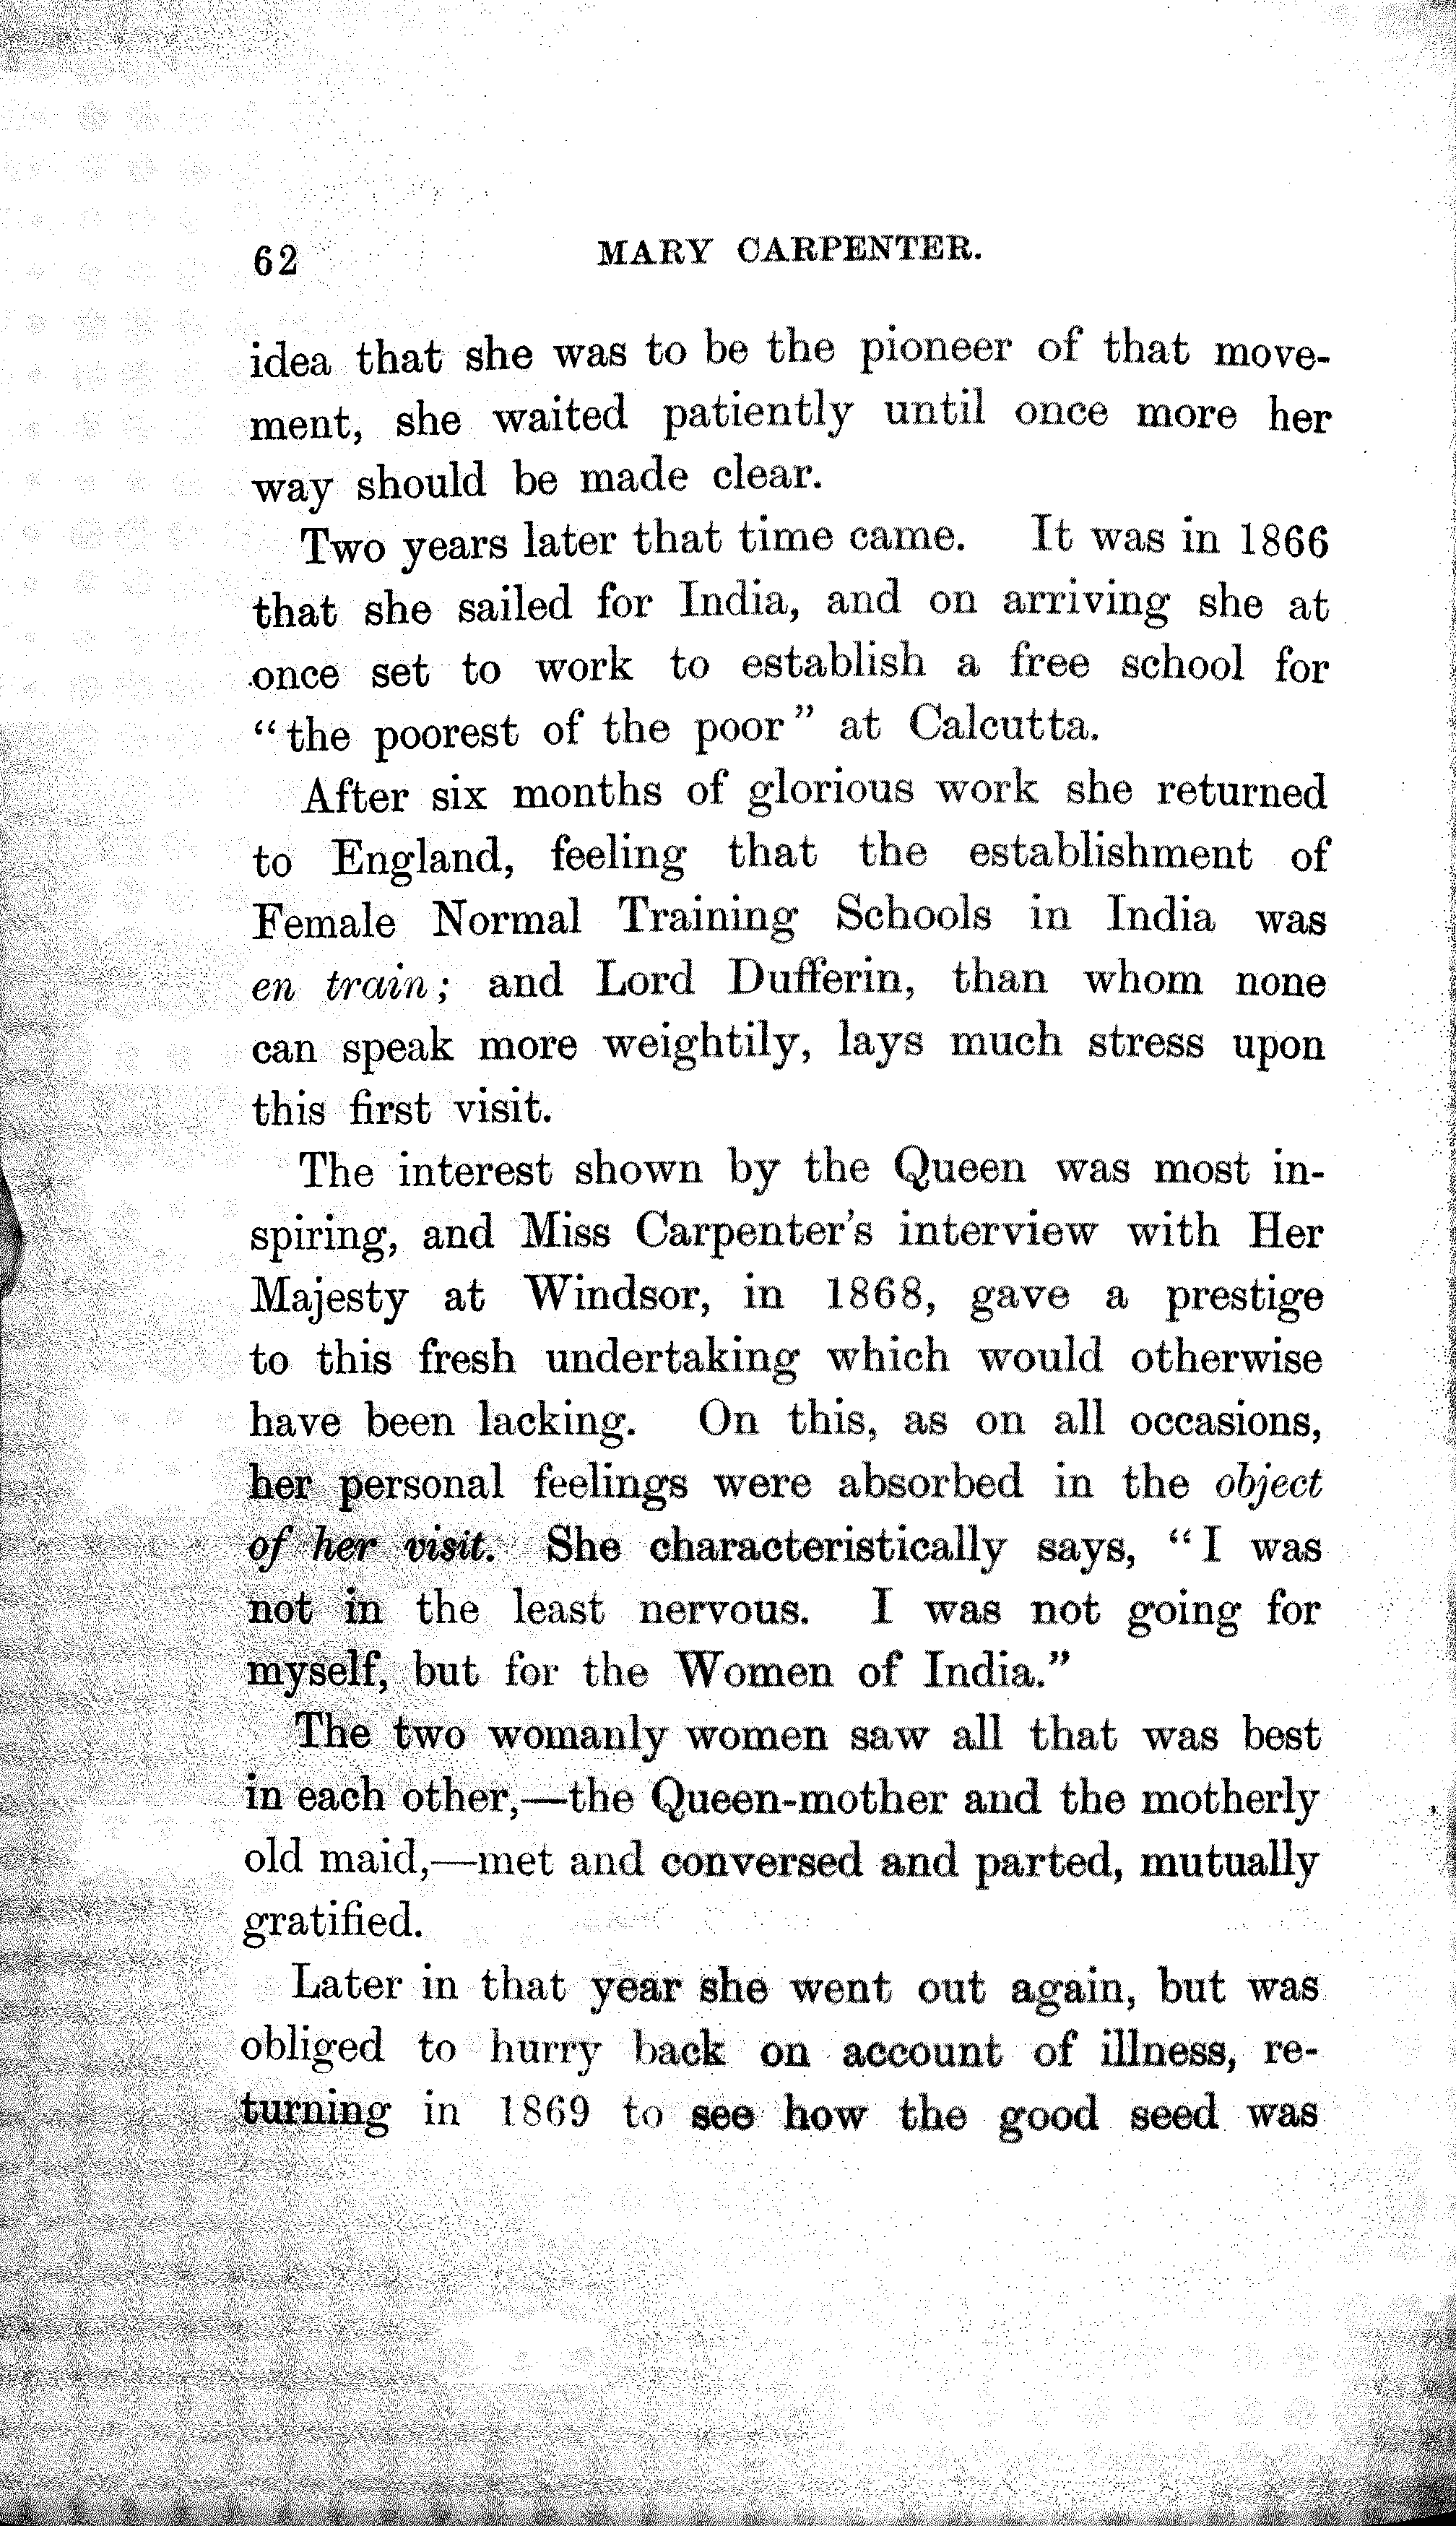 62 MARY CARPENTER.
idea that she was to be the pioneer of that move-
ment, she waited patiently until once more her
way should be made clear.
Two years later that time came. It was in 1866
that she sailed for India, and on arriving she at
once set to work to establish a free school for
“the poorest of the poor” at Calcutta.
After six months of glorious work she returned
to England, feeling that the establishment of
Female Normal Training Schools in India was
en train; and Lord Dufferin, than whom none
can speak more weightily, lays much stress upon
this first visit.
The interest shown by the Queen was most in-
spiring, and Miss Carpenter’s interview with Her
Majesty at Windsor, in 1868, gave a prestige
to this fresh undertaking which would otherwise
have been lacking. On this, as on all occasions,
her personal feelings were absorbed in the object
of her visit. She characteristically says, “I was
not in the least nervous. I was not going for
myself, but for the Women of India.”
The two womanly women saw all that was best
in each other,—the Queen-mother and the motherly
old maid,—met and conversed and parted, mutually
gratified.
Later in that year she went out again, but was
obliged to hurry back on account of illness, re-
turning in 1869 to see how the good seed was